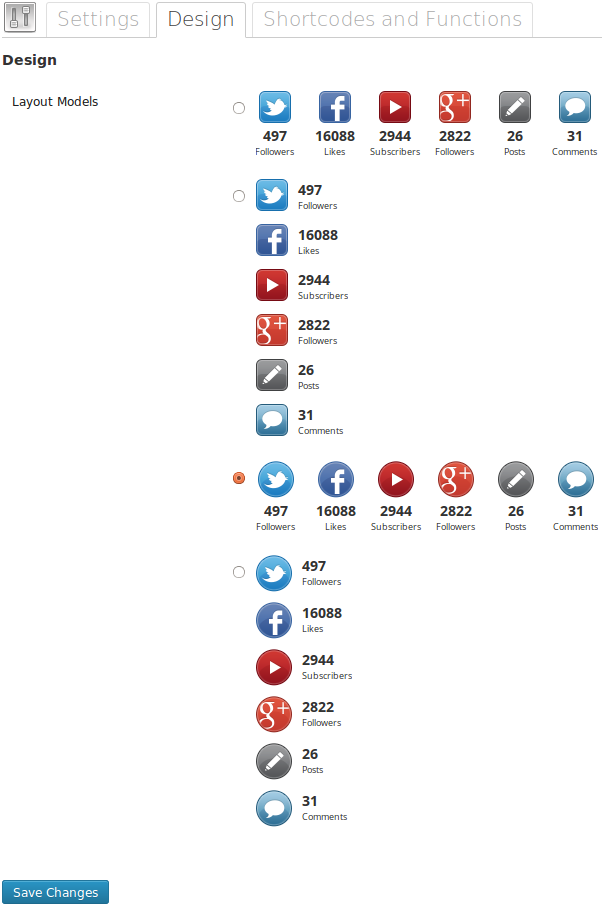 Settings Design Shortcodes and Functions
Design
Layout Models
497 16088 2944 2822 26 31
Followers Likes Subscribers Followers Posts Comments
497
Followers
16088
Likes
2944
Subscribers
g+ 2822
Followers
26
Posts
31
Comments
497 16088 2944 2822 26 31
Followers Likes Subscribers Followers Posts Comments
497
Followers
16088
Likes
2944
Subscribers
g+ 2822
Followers
26
Posts
31
Comments
Save Changes